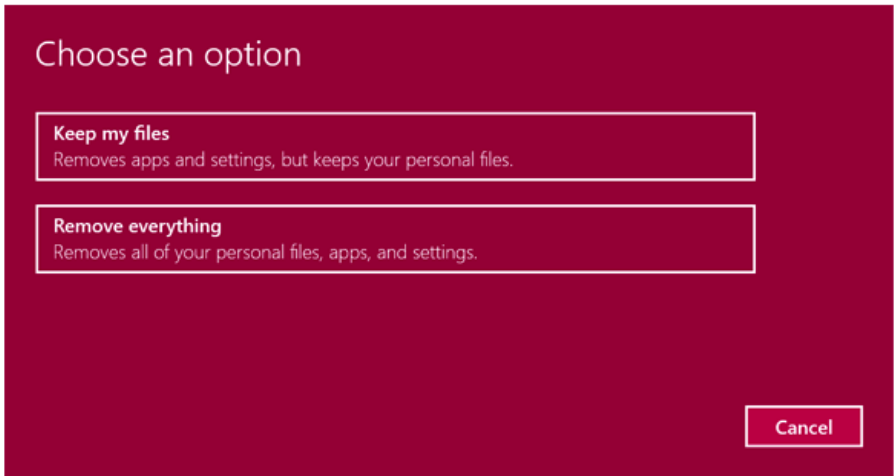 Choose an option
Keep my files
Removes apps and settings, but keeps your personal files.
Remove everything
Removes all of your personal files, apps, and settings.
Cancel